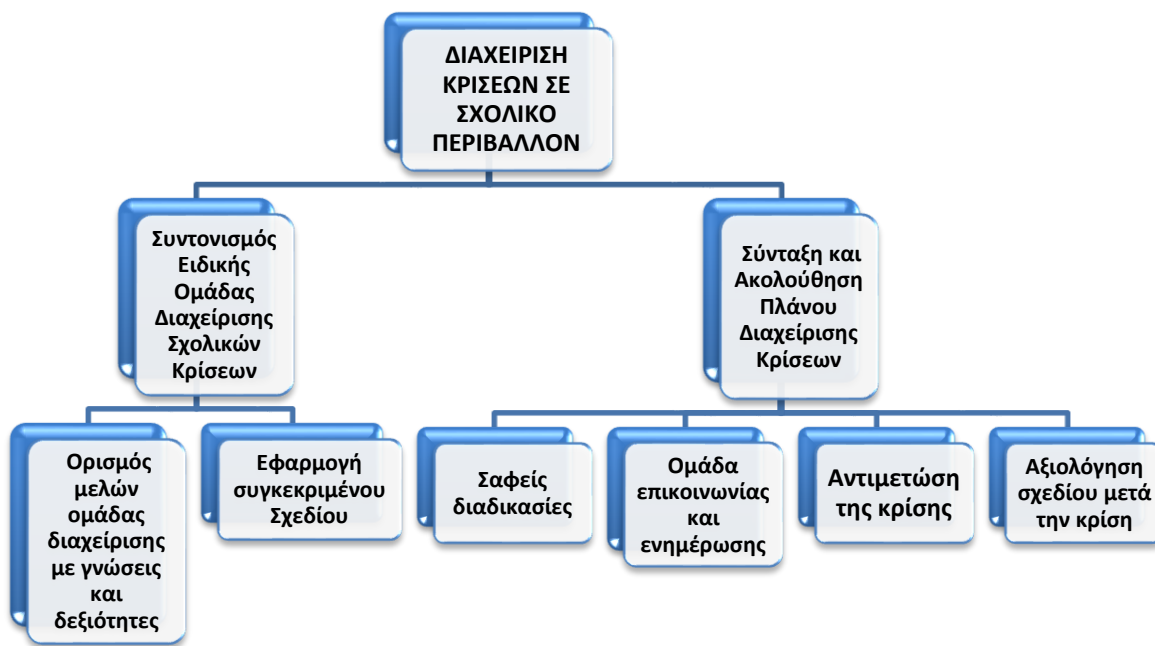 ΔΙΑΧΕΙΡΙΣΗ
ΚΡΙΣΕΩΝ ΣΕ
ΣΧΟΛΙΚΟ
ΠΕΡΙΒΑΛΛΟΝ
Συντονισμός
Ειδικής
Ομάδας
Διαχείρισης
Σχολικών
Κρίσεων
Σύνταξη και
Ακολούθηση
Πλάνου
Διαχείρισης
Κρίσεων
Ορισμός
μελών
ομάδας
διαχείρισης
με γνώσεις
και
δεξιότητες
Εφαρμογή
συγκεκριμένου
Σχεδίου
Σαφείς
διαδικασίες
Ομάδα
επικοινωνίας
και
ενημέρωσης
Αντιμετώση
της κρίσης
Αξιολόγηση
σχεδίου μετά
την κρίση